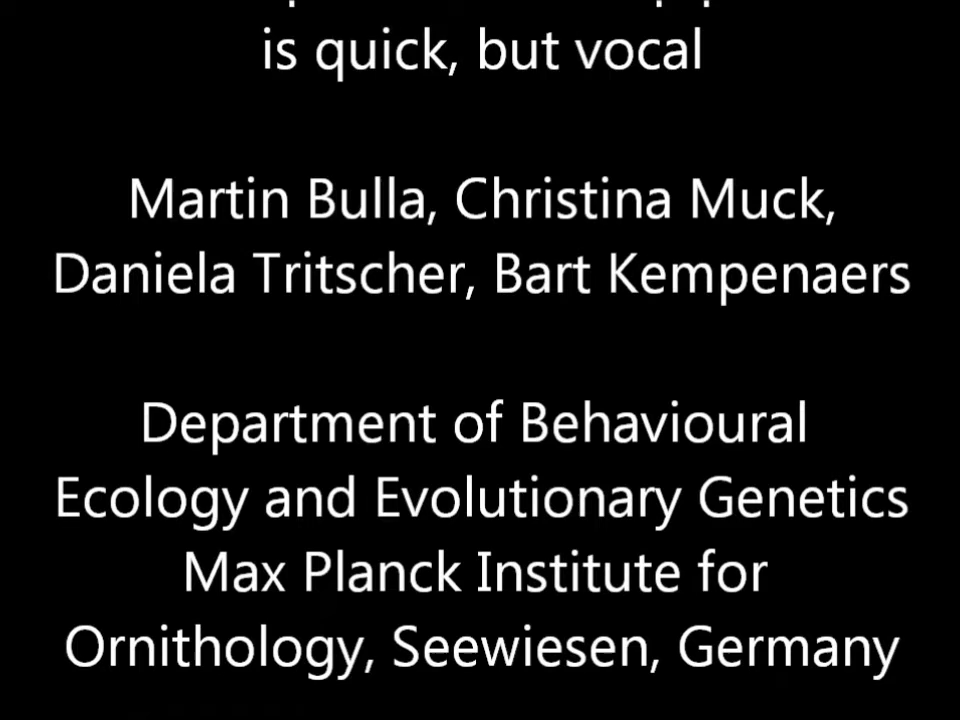 is quick, but vocal
Martin Bulla, Christina Muck,
Daniela Tritscher, Bart Kempenaers
Department of Behavioural
Ecology and Evolutionary Genetics
Max Planck Institute for
Ornithology, Seewiesen, Germany